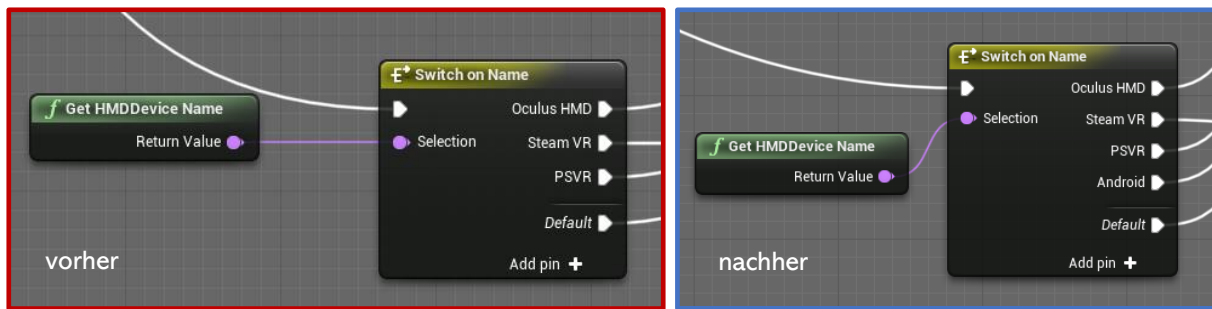 Switch on Name
Get HMDDevice Name
Return Value
Selection
Oculus HMD
Steam VR
PSVR
Default
Add pin +
vorher
Switch on Name
Get HMDDevice Name
Return Value
Selection
Oculus HMD
Steam VR
PSVR
Android
Default
Add pin +
nachher